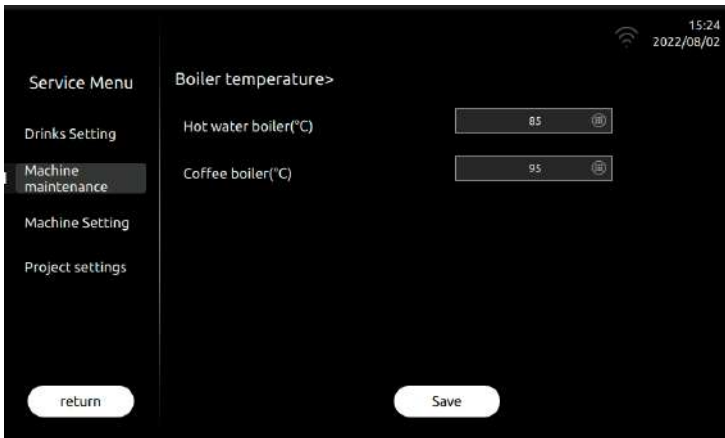 15:24
2022/08/02
Service Menu
Drinks Setting
Machine
maintenance
Machine Setting
Project settings
return
Boiler temperature>
Hot water boiler(°C)
85
Coffee boiler(°C)
95
Save